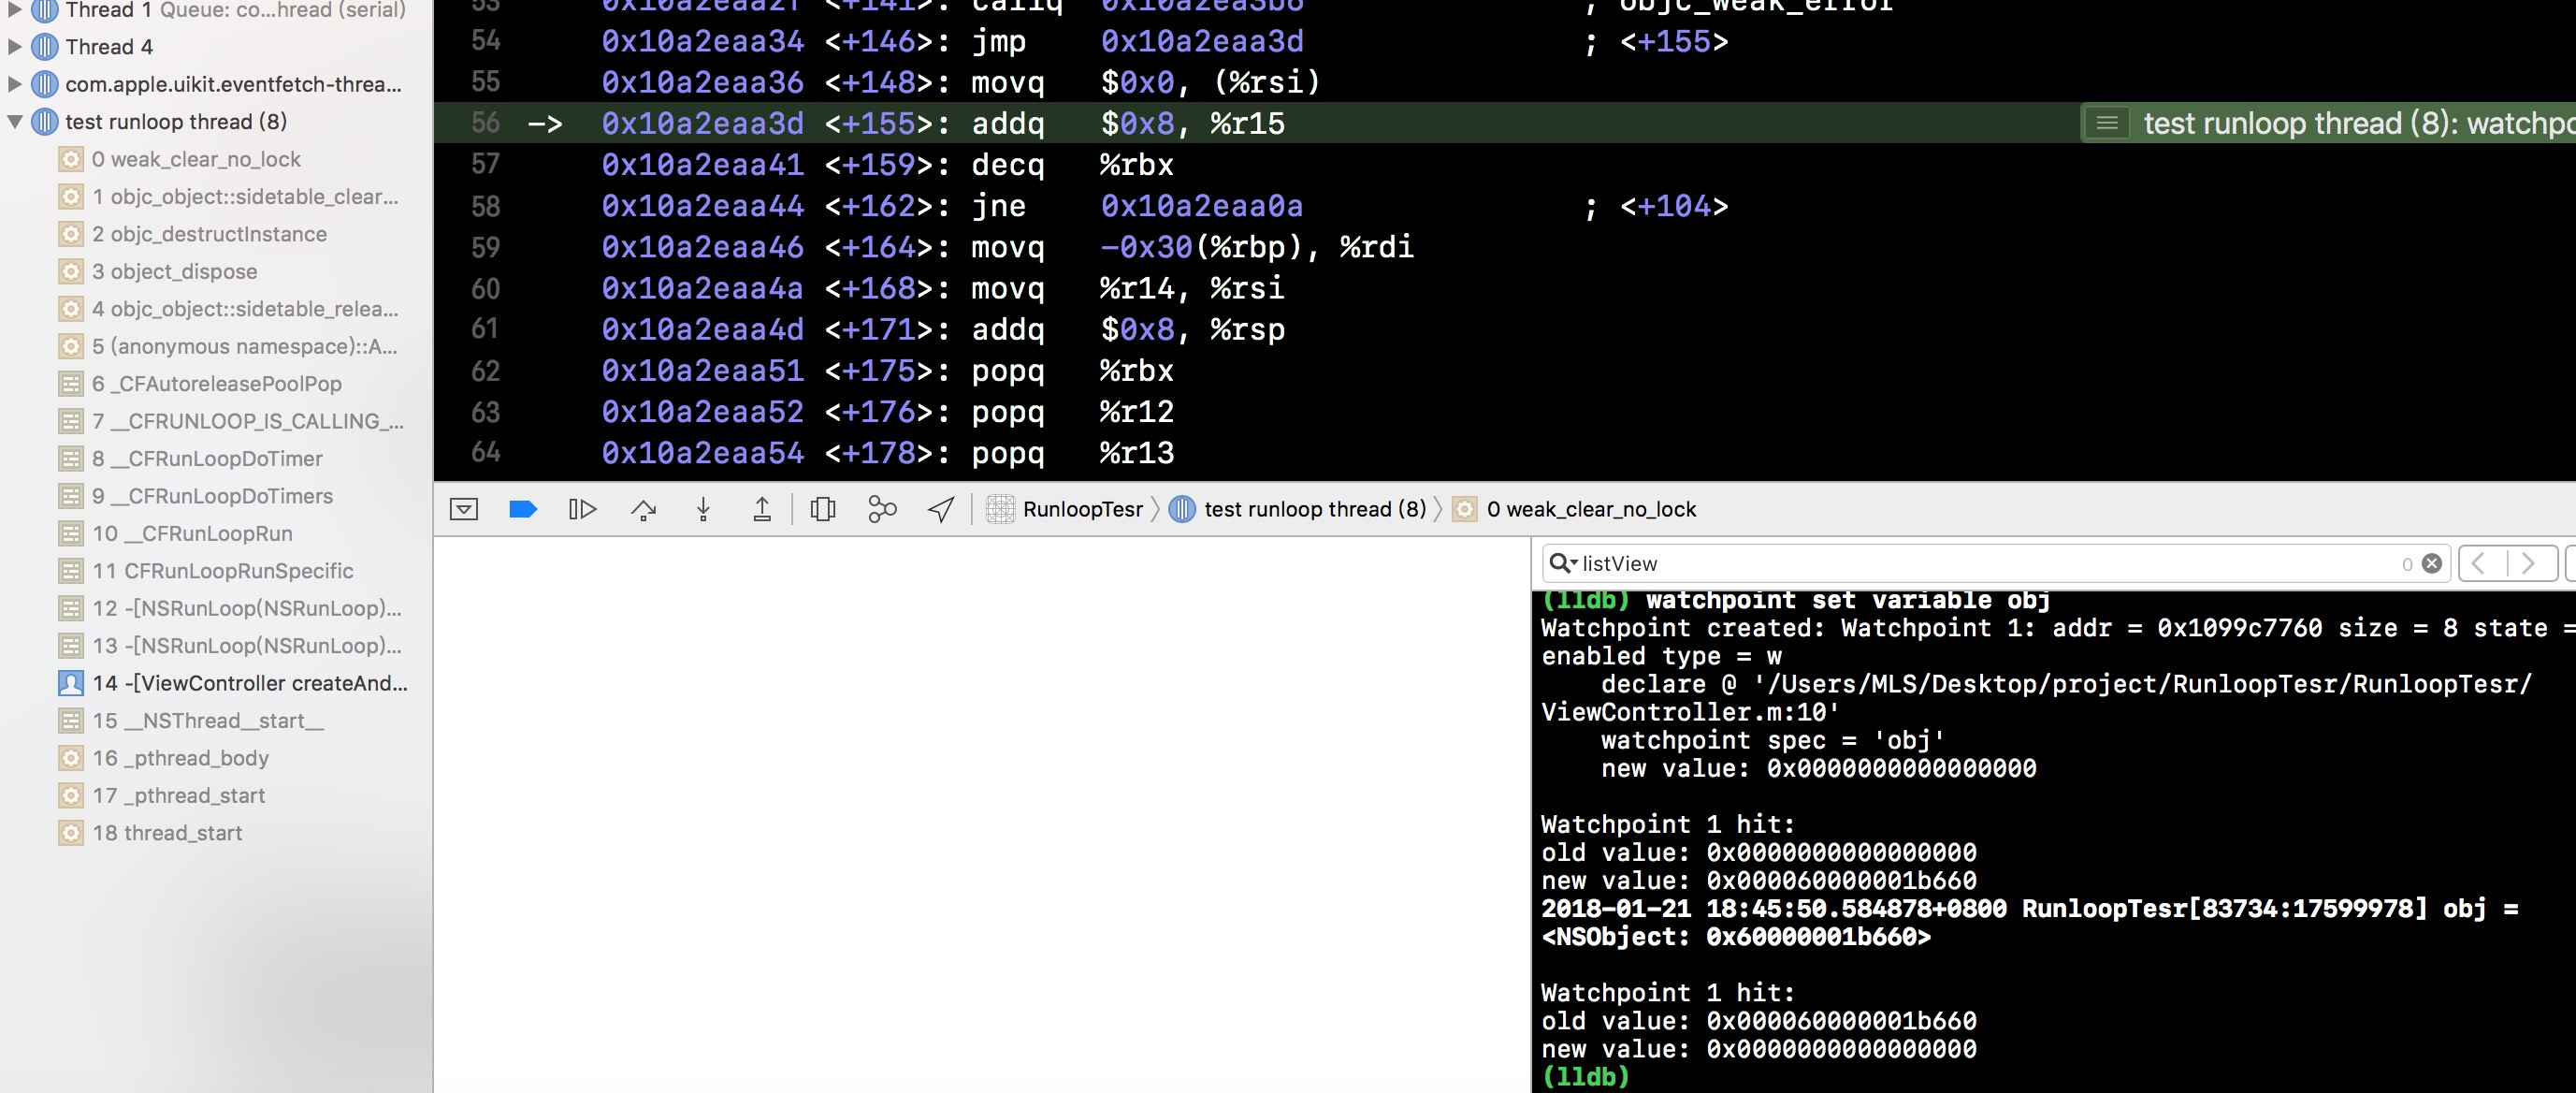 Thread 1 Queue: co...hread (serial)
Thread 4
com.apple.uikit.eventfetch-threa...
test runloop thread (8)
0 weak_clear_no_lock
1 objc_object::sidetable_clear...
2 objc_destructInstance
3 object_dispose
4 objc_object::sidetable_relea...
5 (anonymous namespace)::A...
6 _CFAutoreleasePoolPop
7 __CFRUNLOOP_IS_CALLING_...
8 __CFRunLoopDoTimer
9 __CFRunLoopDoTimers
10 __CFRunLoopRun
11 CFRunLoopRunSpecific
12 -[NSRunLoop(NSRunLoop)...
13 -[NSRunLoop(NSRunLoop)...
14 -[ViewController createAnd...
15 __NSThread__start__
16 _pthread_body
17 _pthread_start
18 thread_start
53 0x10a2eaa2f <+141>: callq 0x10a2ea3b6 ; objc_weak_error
54 0x10a2eaa34 <+146>: jmp 0x10a2eaa3d ; <+155>
55 0x10a2eaa36 <+148>: movq $0x0, (%rsi)
56 -> 0x10a2eaa3d <+155>: addq $0x8, %r15 test runloop thread (8): watchpo
57 0x10a2eaa41 <+159>: decq %rbx
58 0x10a2eaa44 <+162>: jne 0x10a2eaa0a ; <+104>
59 0x10a2eaa46 <+164>: movq -0x30(%rbp), %rdi
60 0x10a2eaa4a <+168>: movq %r14, %rsi
61 0x10a2eaa4d <+171>: addq $0x8, %rsp
62 0x10a2eaa51 <+175>: popq %rbx
63 0x10a2eaa52 <+176>: popq %r12
64 0x10a2eaa54 <+178>: popq %r13
RunloopTesr 〉 test runloop thread (8) 〉 0 weak_clear_no_lock
listView 0
(lldb) watchpoint set variable obj
Watchpoint created: Watchpoint 1: addr = 0x1099c7760 size = 8 state =
enabled type = w
declare @ '/Users/MLS/Desktop/project/RunloopTesr/RunloopTesr/
ViewController.m:10'
watchpoint spec = 'obj'
new value: 0x0000000000000000
Watchpoint 1 hit:
old value: 0x0000000000000000
new value: 0x000060000001b660
2018-01-21 18:45:50.584878+0800 RunloopTesr[83734:17599978] obj =
<NSObject: 0x60000001b660>
Watchpoint 1 hit:
old value: 0x000060000001b660
new value: 0x0000000000000000
(lldb)